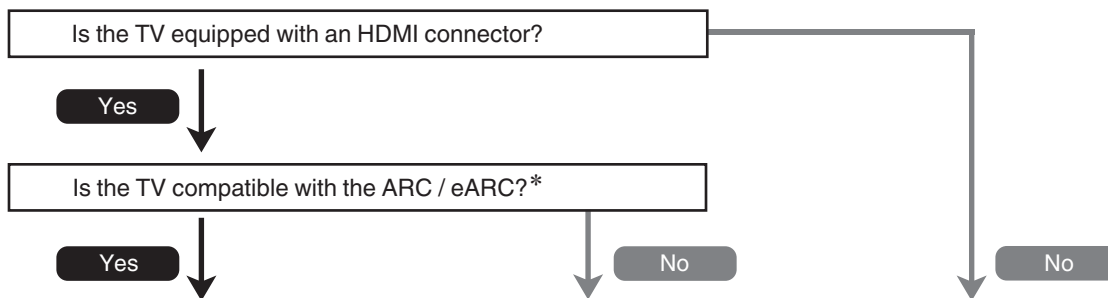 Is the TV equipped with an HDMI connector?
Yes
Is the TV compatible with the ARC / eARC?*
Yes
No
No